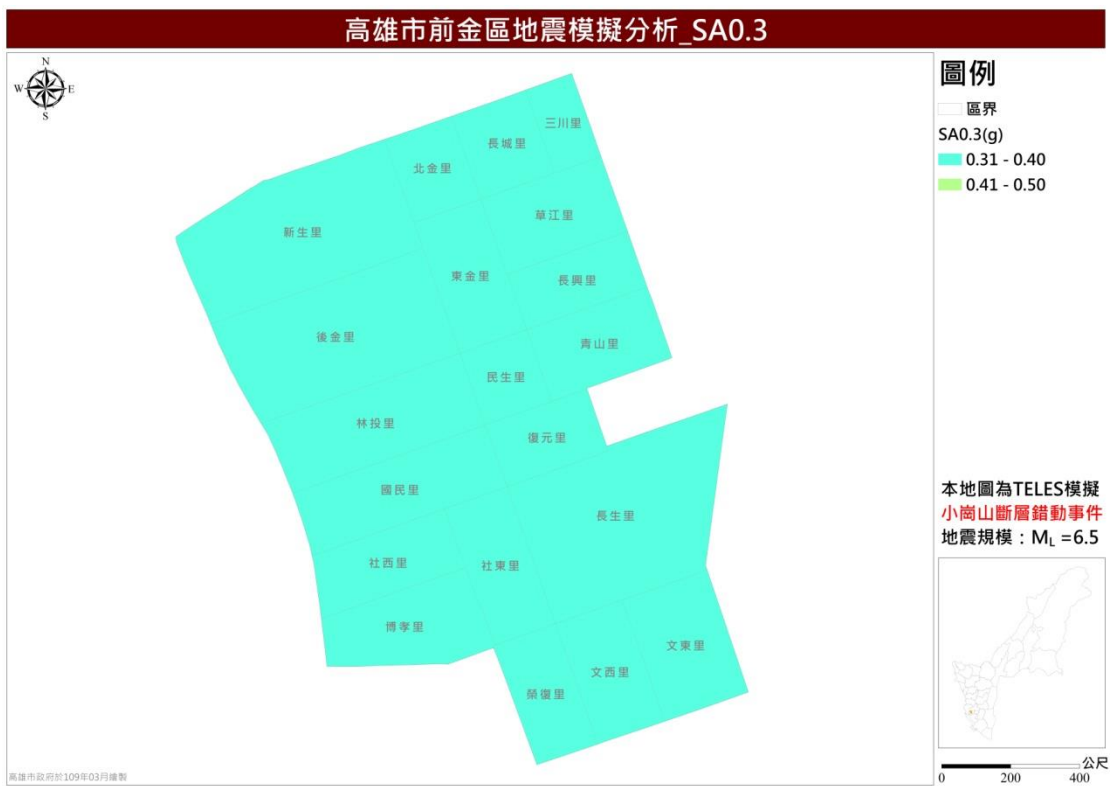 高雄市前金區地震模擬分析_SA0.3
N
W
E
S
圖例
區界
SA0.3(g)
0.31 - 0.40
0.41 - 0.50
三川里
長城里
北金里
草江里
新生里
東金里
長興里
後金里
青山里
民生里
林投里
復元里
國民里
長生里
社西里
社東里
博孝里
文東里
文西里
榮復里
本地圖為TELES模擬
小崗山斷層錯動事件
地震規模：ML =6.5
公尺
0 200 400
高雄市政府於109年03月繪製